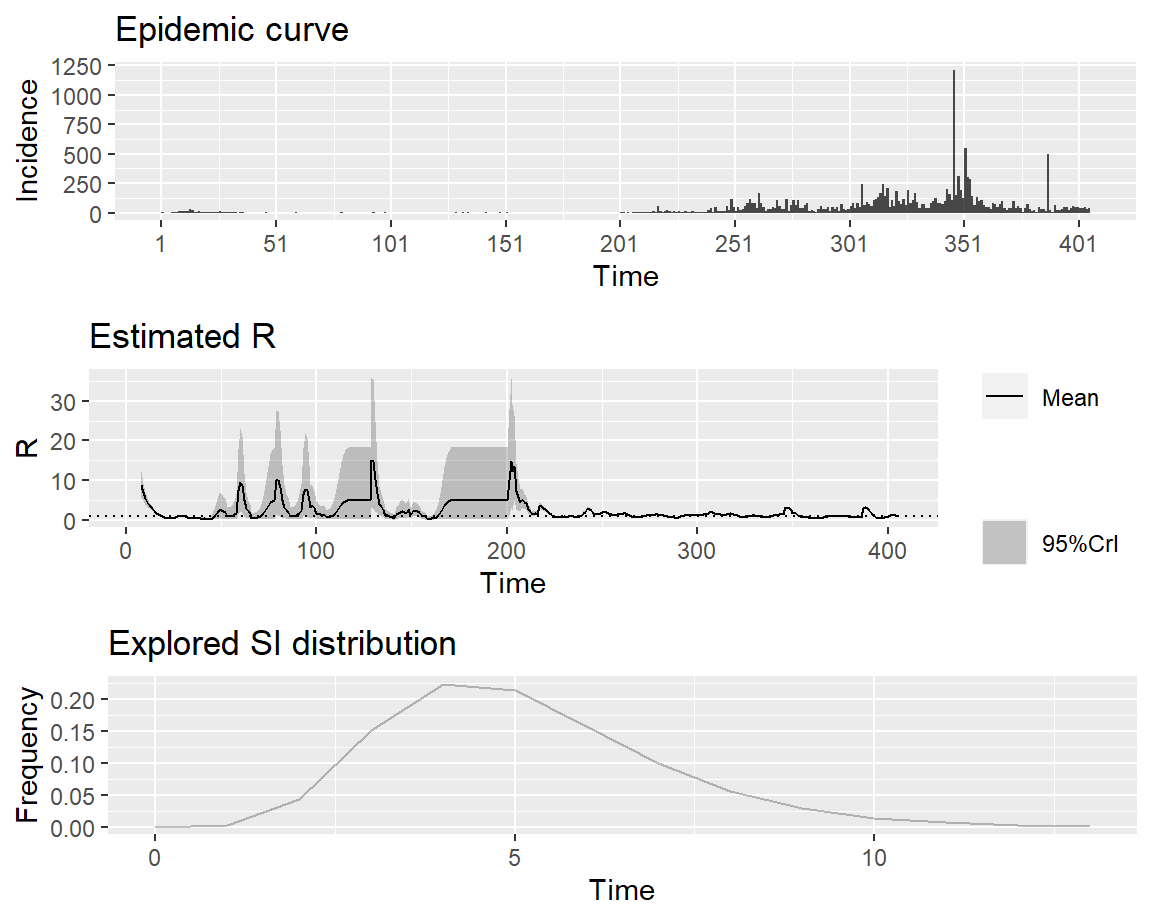 Epidemic curve
Incidence
1250
1000
750
500
250
0
1 51 101 151 201 251 301 351 401
Time
Estimated R
R
30
20
10
0
0 100 200 300 400
Time
Mean
95%CrI
Explored SI distribution
Frequency
0.20
0.15
0.10
0.05
0.00
0 5 10
Time